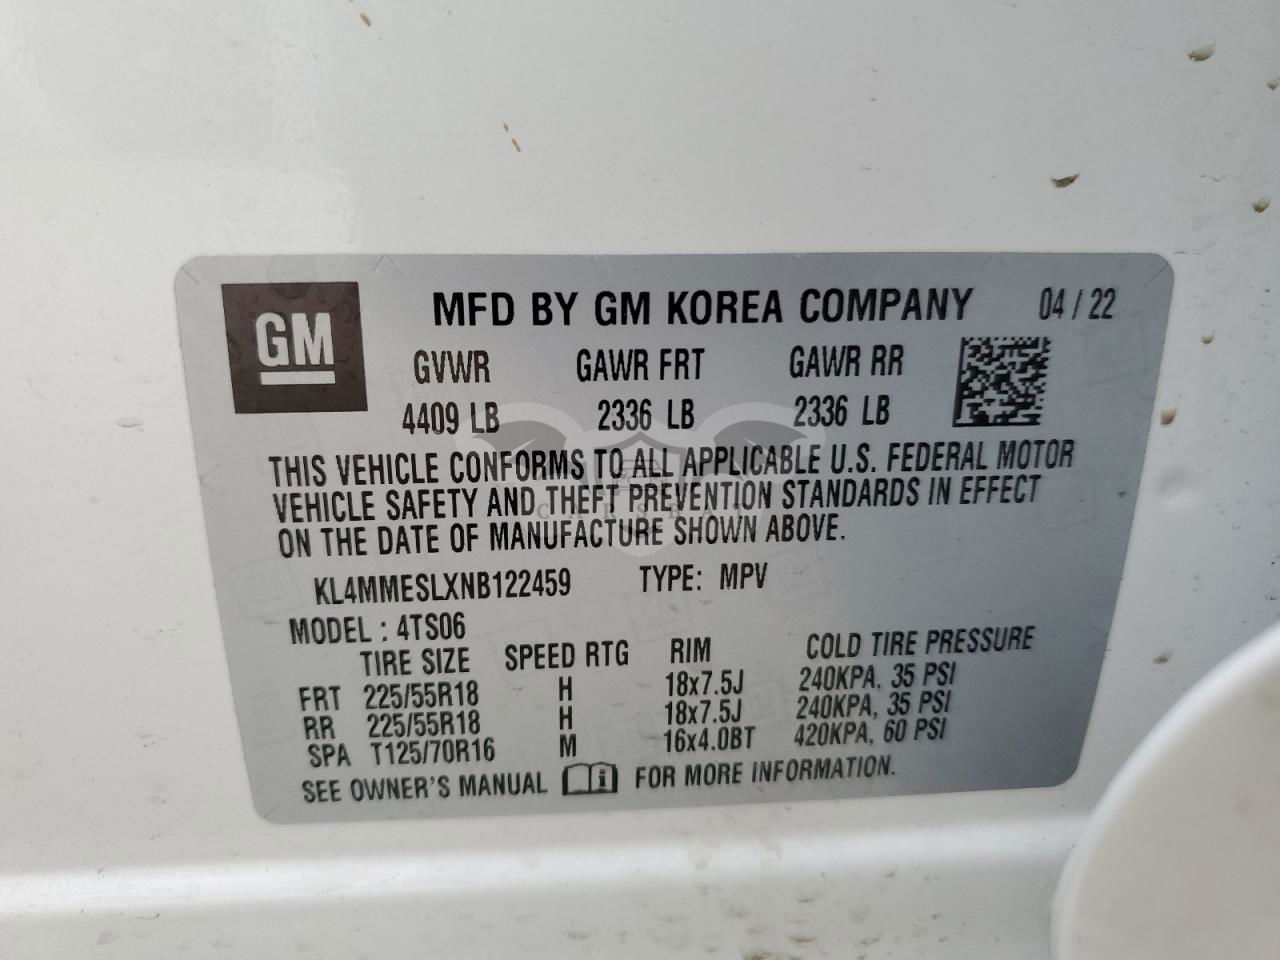 GM
MFD BY GM KOREA COMPANY 04 / 22
GVWR GAWR FRT GAWR RR
4409 LB 2336 LB 2336 LB
THIS VEHICLE CONFORMS TO ALL APPLICABLE U.S. FEDERAL MOTOR
VEHICLE SAFETY AND THEFT PREVENTION STANDARDS IN EFFECT
ON THE DATE OF MANUFACTURE SHOWN ABOVE.
KL4MMESLXNB122459 TYPE: MPV
MODEL : 4TS06
TIRE SIZE SPEED RTG RIM COLD TIRE PRESSURE
FRT 225/55R18 H 18x7.5J 240KPA, 35 PSI
RR 225/55R18 H 18x7.5J 240KPA, 35 PSI
SPA T125/70R16 M 16x4.0BT 420KPA, 60 PSI
SEE OWNER'S MANUAL i FOR MORE INFORMATION.